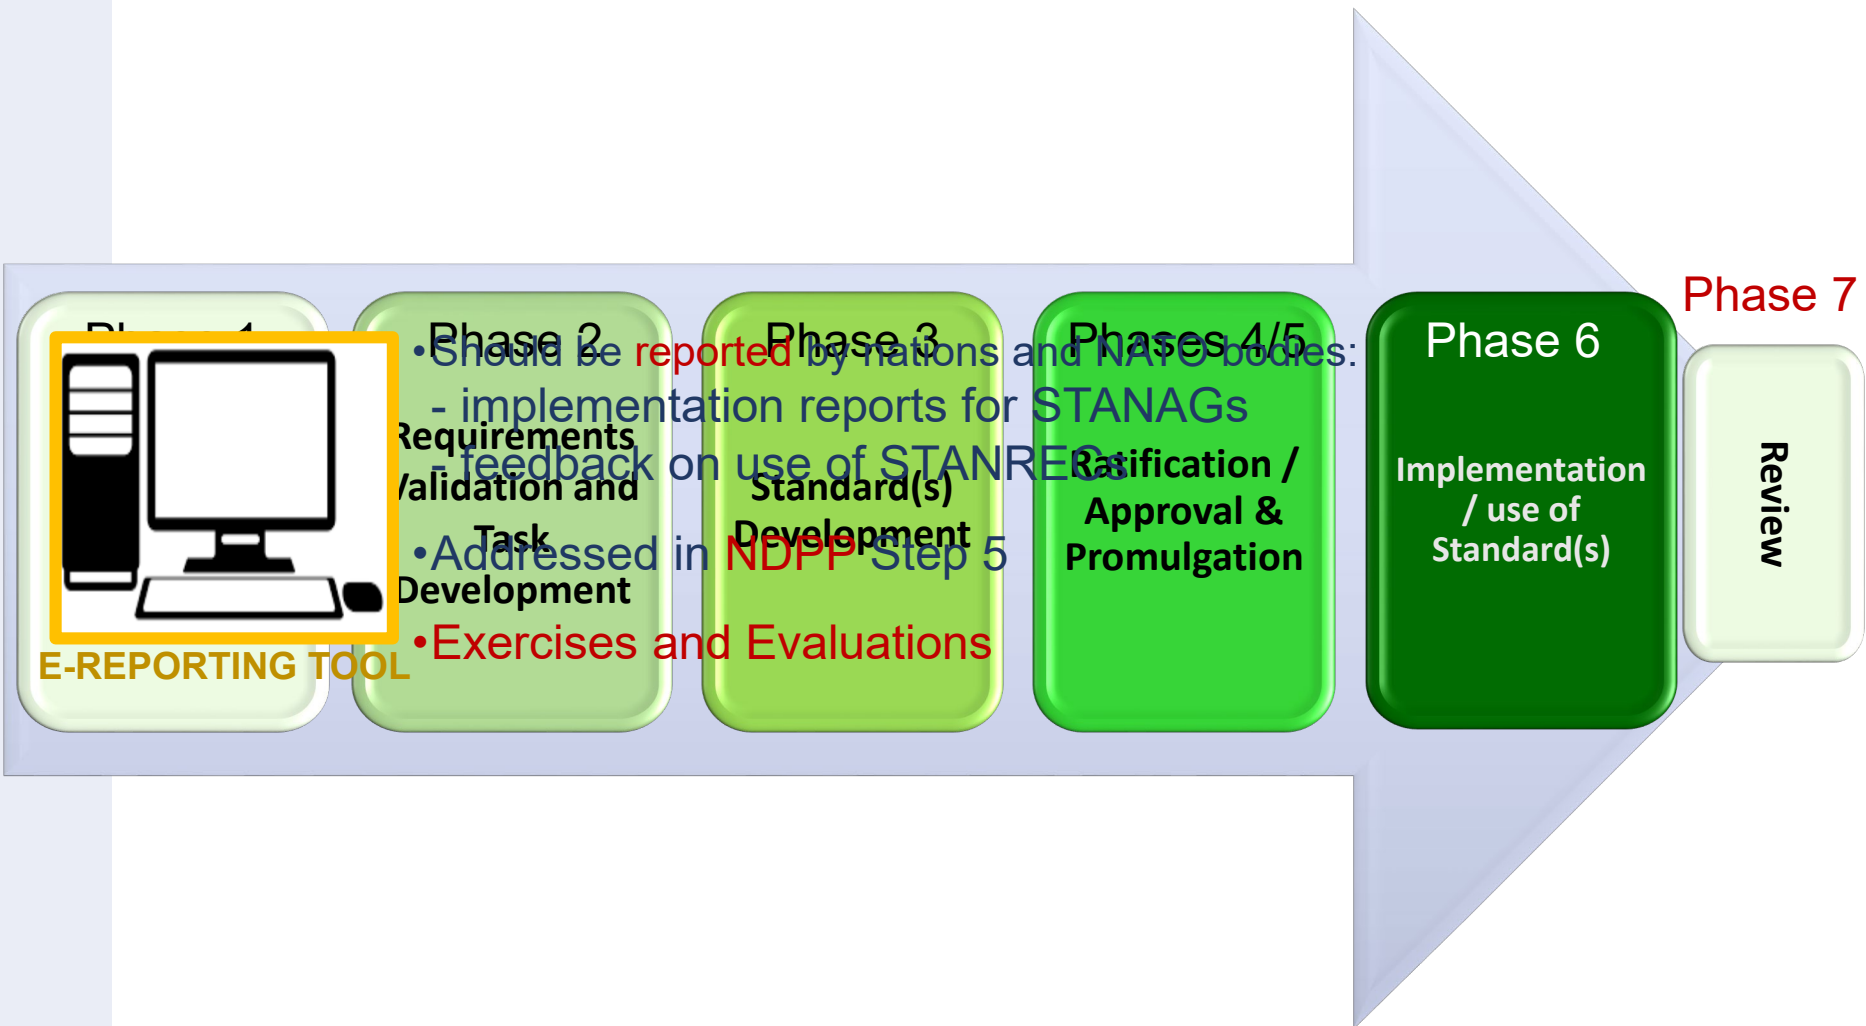 Phase 1
Phase 2
Requirements
Validation and
Task
Development
Phase 3
Standard(s)
Development
Phases 4/5
Ratification /
Approval &
Promulgation
Phase 6
Implementation
/ use of
Standard(s)
Phase 7
Review
•Should be reported by nations and NATO bodies:
- implementation reports for STANAGs
- feedback on use of STANRECs
•Addressed in NDPP Step 5
•Exercises and Evaluations
E-REPORTING TOOL